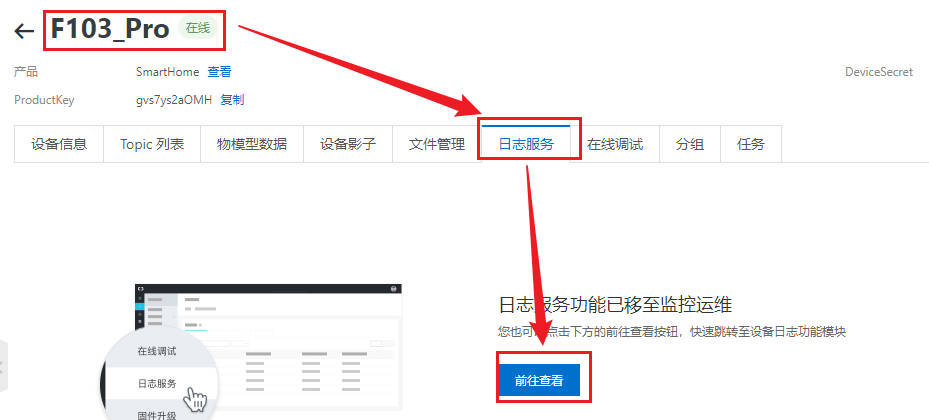 F103_Pro 在线
产品 SmartHome 查看 DeviceSecret
ProductKey gvs7ys2aOMH 复制
设备信息 Topic 列表 物模型数据 设备影子 文件管理 日志服务 在线调试 分组 任务
日志服务功能已移至监控运维
您也可点击下方的前往查看按钮，快速跳转至设备日志功能模块
在线调试
日志服务
前往查看
固件升级